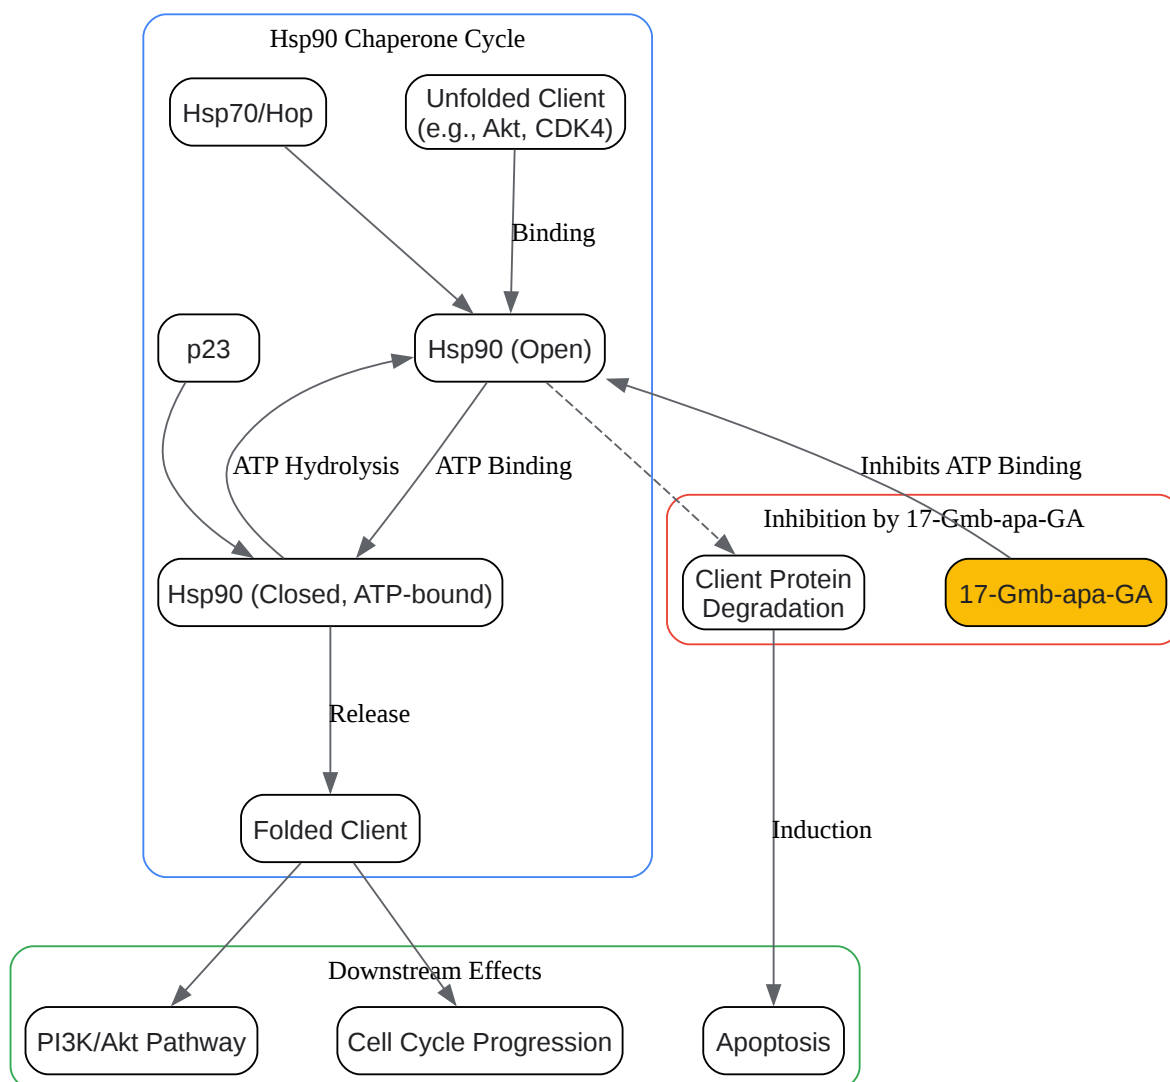 Hsp90 Chaperone Cycle
Hsp70/Hop
Unfolded Client
(e.g., Akt, CDK4)
Binding
p23
Hsp90 (Open)
ATP Hydrolysis
ATP Binding
Inhibits ATP Binding
Inhibition by 17-Gmb-apa-GA
Hsp90 (Closed, ATP-bound)
Client Protein
Degradation
17-Gmb-apa-GA
Release
Folded Client
Induction
Downstream Effects
PI3K/Akt Pathway
Cell Cycle Progression
Apoptosis